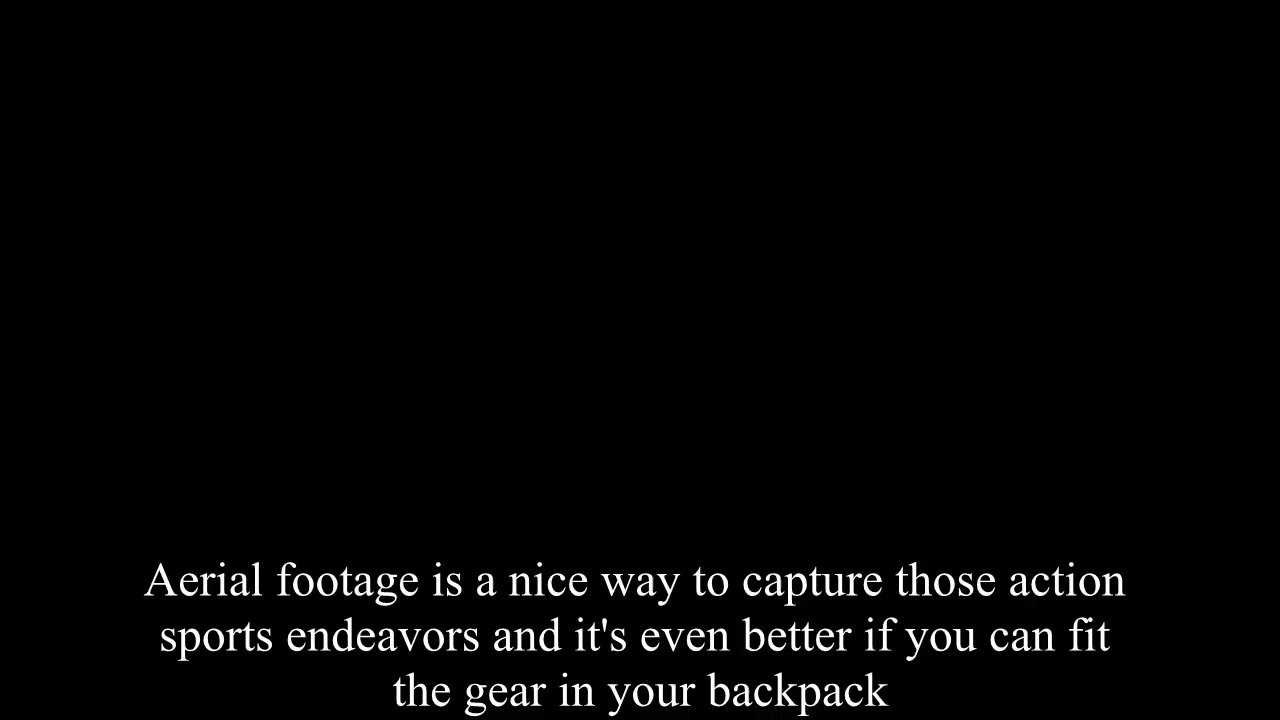 Aerial footage is a nice way to capture those action
sports endeavors and it's even better if you can fit
the gear in your backpack